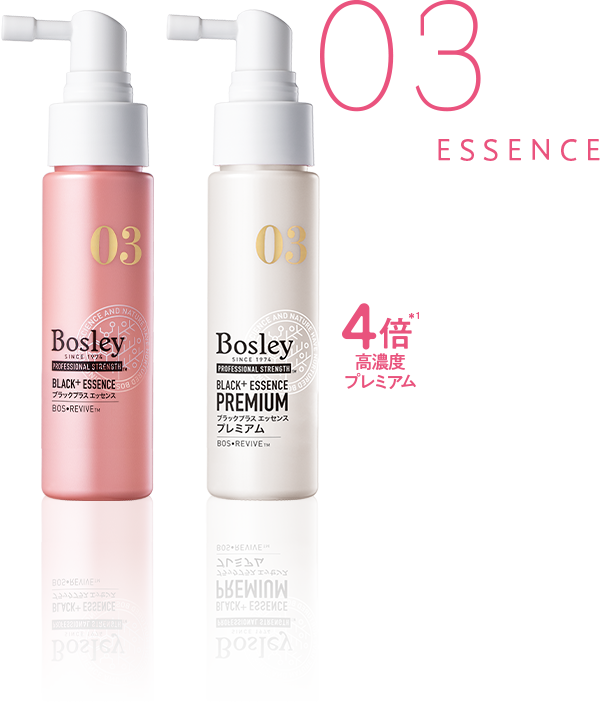 03
ESSENCE
03
Bosley
SINCE 1974
PROFESSIONAL STRENGTH™
BLACK+ ESSENCE
ブラックプラス エッセンス
BOS•REVIVE™
03
Bosley
SINCE 1974
PROFESSIONAL STRENGTH™
BLACK+ ESSENCE
PREMIUM
ブラックプラス エッセンス
プレミアム
BOS•REVIVE™
4倍*1
高濃度
プレミアム